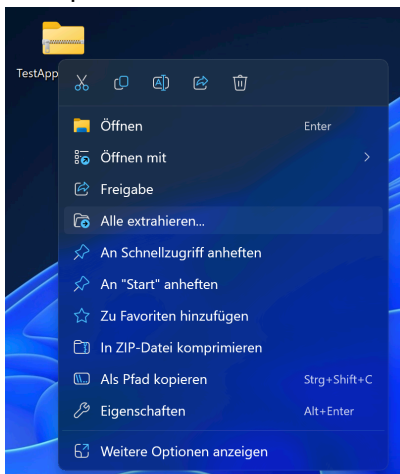 TestApp
Öffnen Enter
Öffnen mit
Freigabe
Alle extrahieren...
An Schnellzugriff anheften
An "Start" anheften
Zu Favoriten hinzufügen
In ZIP-Datei komprimieren
Als Pfad kopieren Strg+Shift+C
Eigenschaften Alt+Enter
Weitere Optionen anzeigen